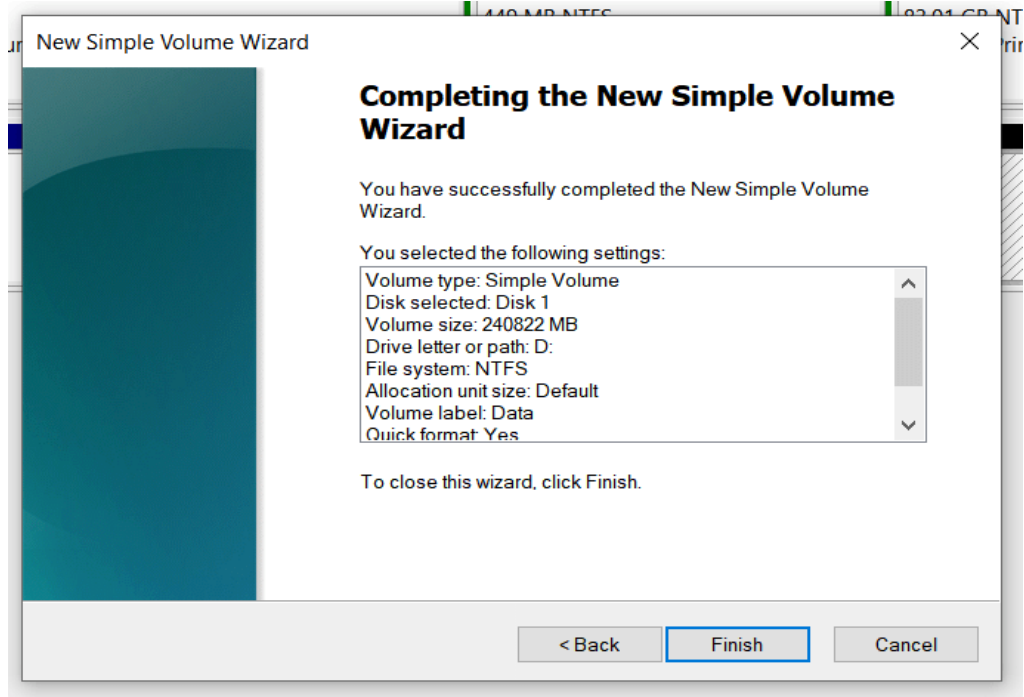 449 MB NTFS
New Simple Volume Wizard
Completing the New Simple Volume
Wizard
You have successfully completed the New Simple Volume
Wizard.
You selected the following settings:
Volume type: Simple Volume
Disk selected: Disk 1
Volume size: 240822 MB
Drive letter or path: D:
File system: NTFS
Allocation unit size: Default
Volume label: Data
Quick format: Yes
To close this wizard, click Finish.
< Back
Finish
Cancel